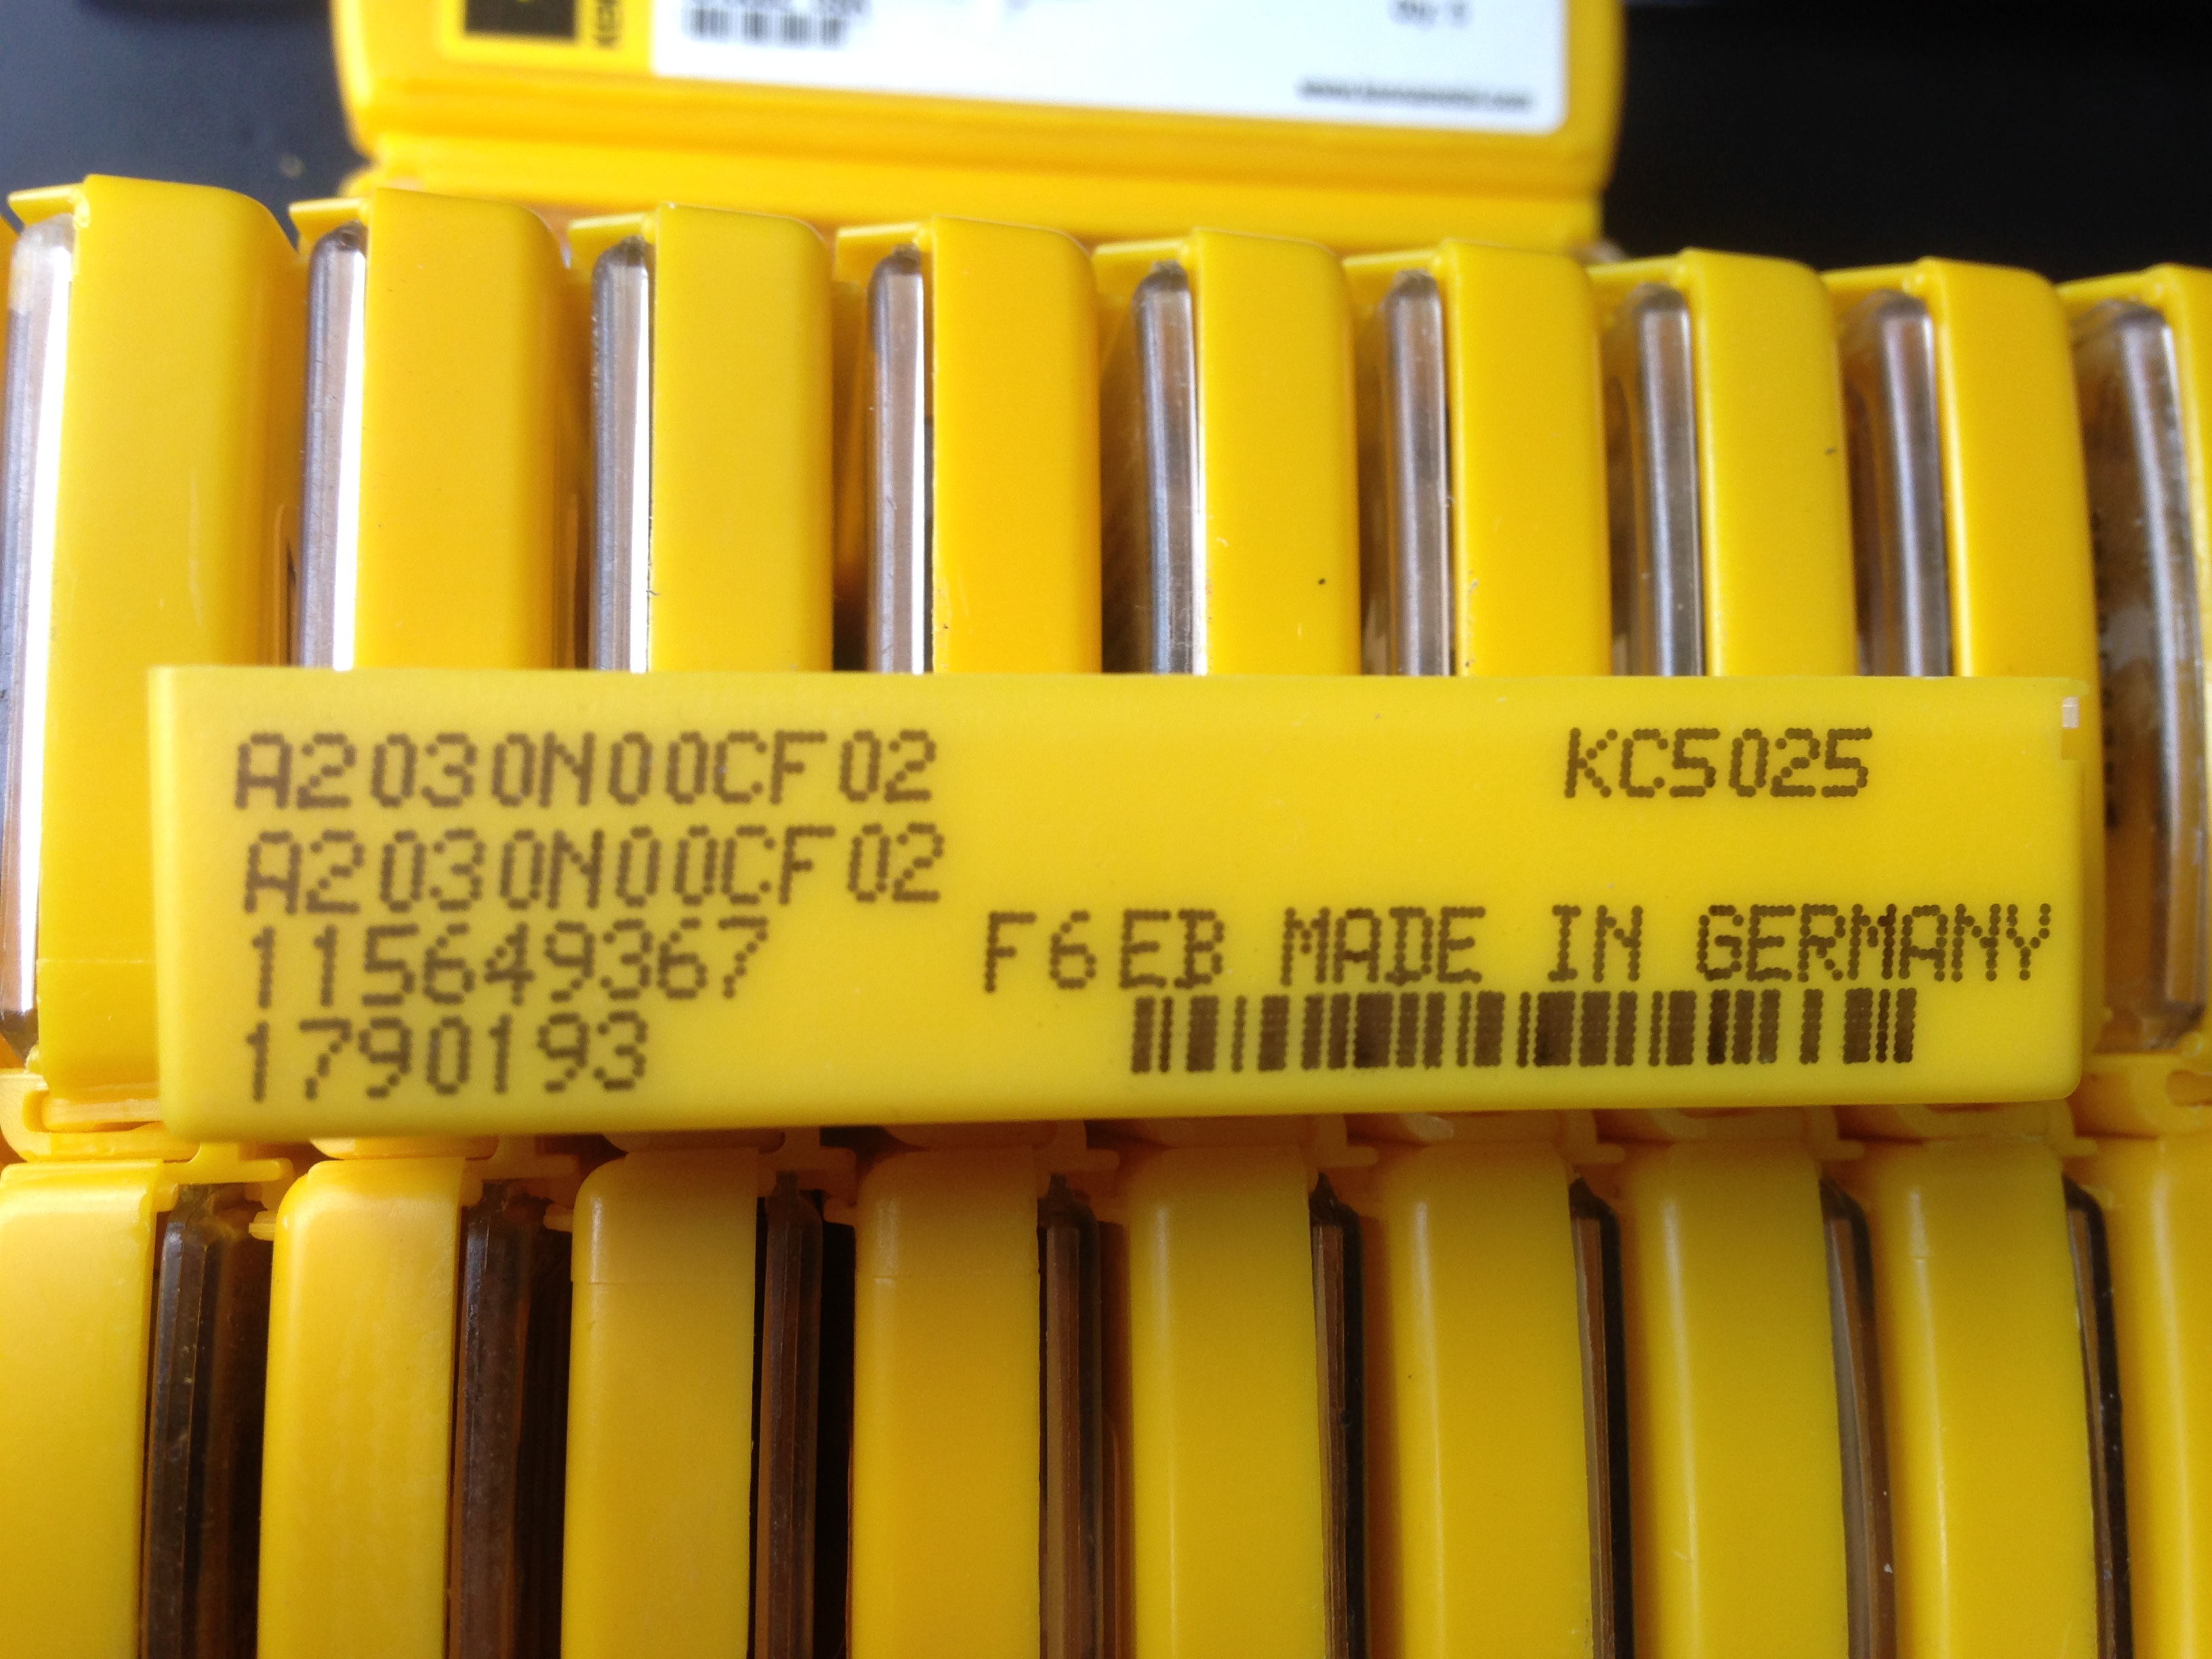 A2030N00CF02 KC5025
A2030N00CF02
115649367 F6EB MADE IN GERMANY
1790193